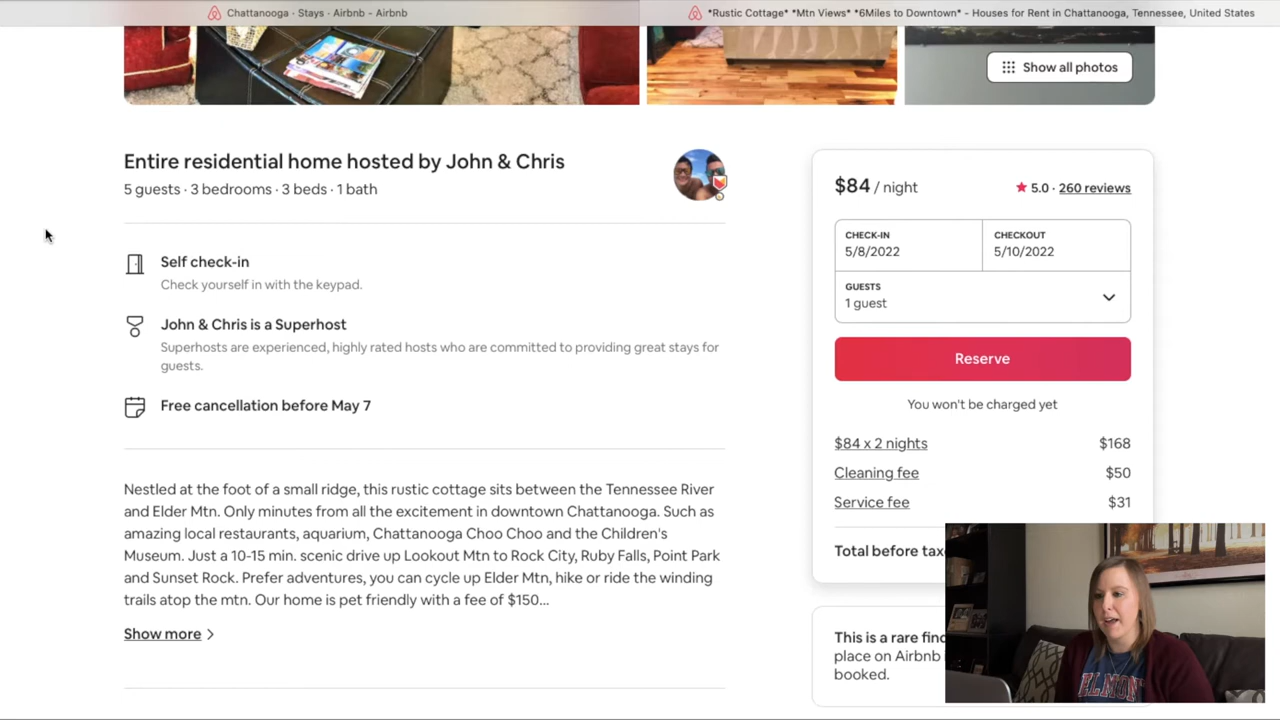 Chattanooga · Stays · Airbnb - Airbnb
*Rustic Cottage* *Mtn Views* *6Miles to Downtown* - Houses for Rent in Chattanooga, Tennessee, United States
Show all photos
Entire residential home hosted by John & Chris
5 guests · 3 bedrooms · 3 beds · 1 bath
Self check-in
Check yourself in with the keypad.
John & Chris is a Superhost
Superhosts are experienced, highly rated hosts who are committed to providing great stays for
guests.
Free cancellation before May 7
Nestled at the foot of a small ridge, this rustic cottage sits between the Tennessee River
and Elder Mtn. Only minutes from all the excitement in downtown Chattanooga. Such as
amazing local restaurants, aquarium, Chattanooga Choo Choo and the Children's
Museum. Just a 10-15 min. scenic drive up Lookout Mtn to Rock City, Ruby Falls, Point Park
and Sunset Rock. Prefer adventures, you can cycle up Elder Mtn, hike or ride the winding
trails atop the mtn. Our home is pet friendly with a fee of $150...
Show more
$84 / night
5.0 · 260 reviews
CHECK-IN
5/8/2022
CHECKOUT
5/10/2022
GUESTS
1 guest
Reserve
You won't be charged yet
$84 x 2 nights $168
Cleaning fee $50
Service fee $31
Total before
This is a rare
place on Airbnb
booked.
ELMON